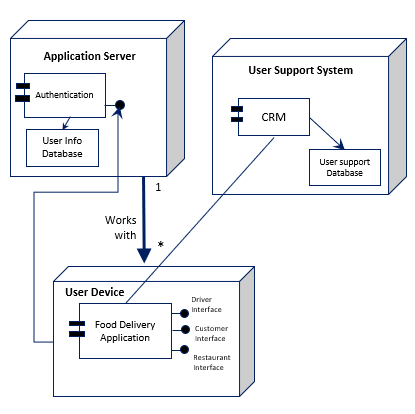 Application Server
Authentication
User Info
Database
User Support System
CRM
User support
Database
1
Works
with
*
User Device
Food Delivery
Application
Driver
Interface
Customer
Interface
Restaurant
Interface